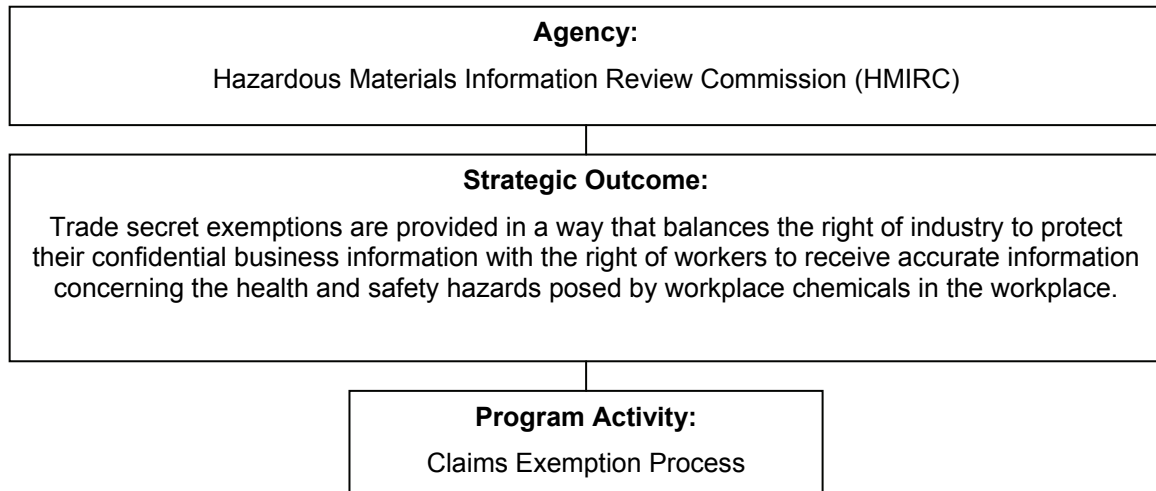 Agency:
Hazardous Materials Information Review Commission (HMIRC)
Strategic Outcome:
Trade secret exemptions are provided in a way that balances the right of industry to protect
their confidential business information with the right of workers to receive accurate information
concerning the health and safety hazards posed by workplace chemicals in the workplace.
Program Activity:
Claims Exemption Process